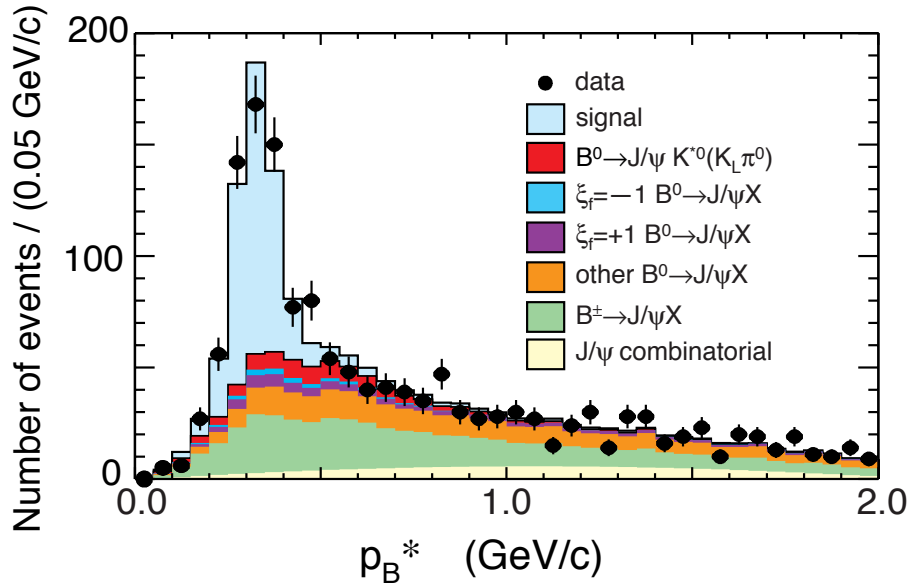 Number of events / (0.05 GeV/c)
200
100
0
data
signal
B⁰→J/ψ K*⁰(K_Lπ⁰)
ξ_f=−1 B⁰→J/ψX
ξ_f=+1 B⁰→J/ψX
other B⁰→J/ψX
B±→J/ψX
J/ψ combinatorial
0.0 1.0 2.0
p_B* (GeV/c)